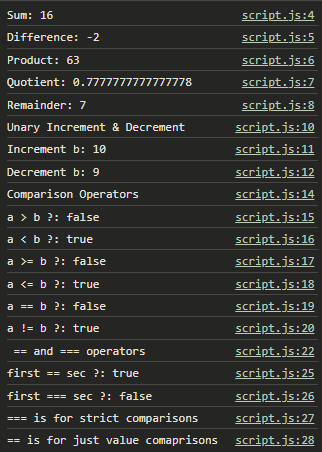 Sum: 16 script.js:4
Difference: -2 script.js:5
Product: 63 script.js:6
Quotient: 0.7777777777777778 script.js:7
Remainder: 7 script.js:8
Unary Increment & Decrement script.js:10
Increment b: 10 script.js:11
Decrement b: 9 script.js:12
Comparison Operators script.js:14
a > b ?: false script.js:15
a < b ?: true script.js:16
a >= b ?: false script.js:17
a <= b ?: true script.js:18
a == b ?: false script.js:19
a != b ?: true script.js:20
== and === operators script.js:22
first == sec ?: true script.js:25
first === sec ?: false script.js:26
=== is for strict comparisons script.js:27
== is for just value comaprisons script.js:28